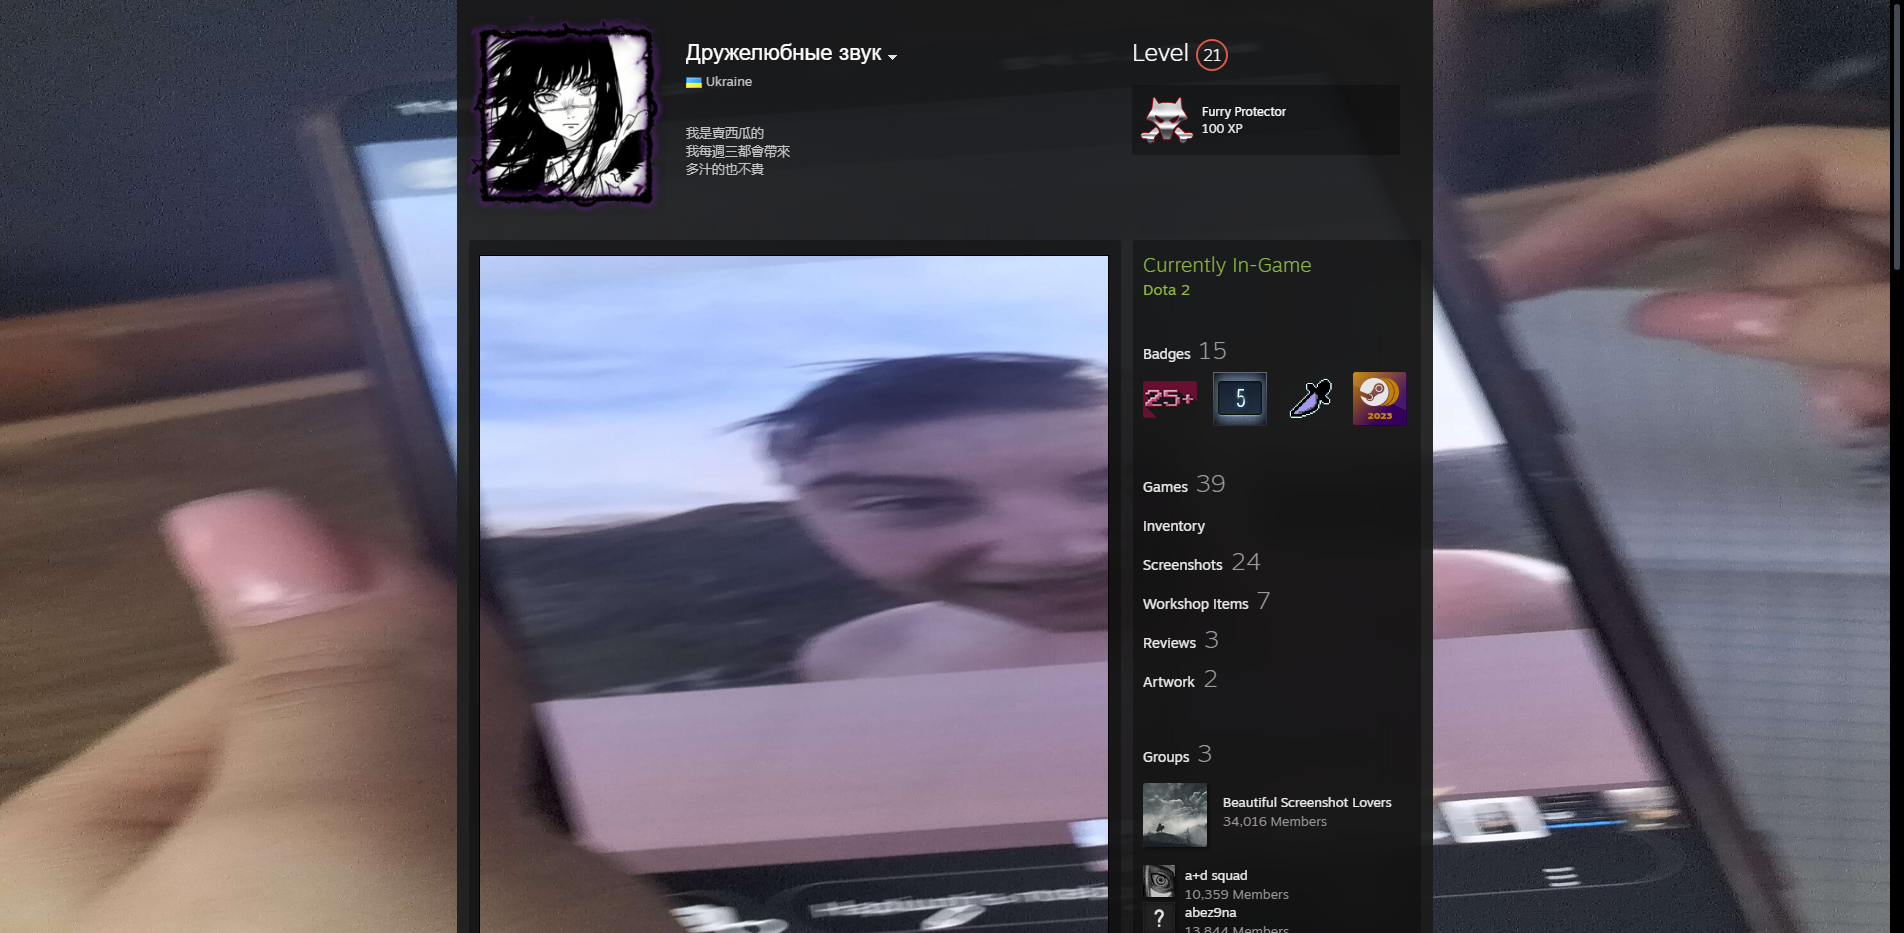 Дружелюбные звук
Ukraine
我是賣西瓜的
我每週三都會帶來
多汁的也不貴
Level 21
Furry Protector
100 XP
Currently In-Game
Dota 2
Badges 15
25+
5
2023
Games 39
Inventory
Screenshots 24
Workshop Items 7
Reviews 3
Artwork 2
Groups 3
Beautiful Screenshot Lovers
34,016 Members
a+d squad
10,359 Members
?
abez9na
13,844 Members